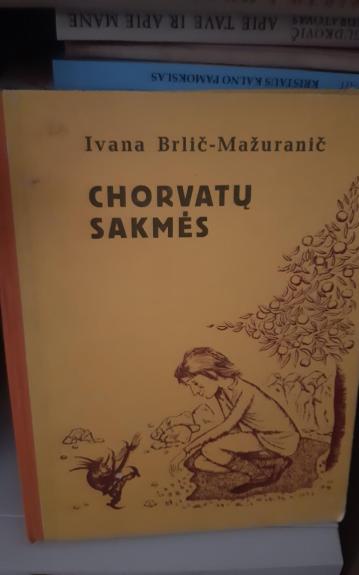 APIE TAVE IR APIE MANE
KRISTAUS KALNO PAMOKSLAS
Ivana Brlič-Mažuranič
CHORVATŲ
SAKMĖS